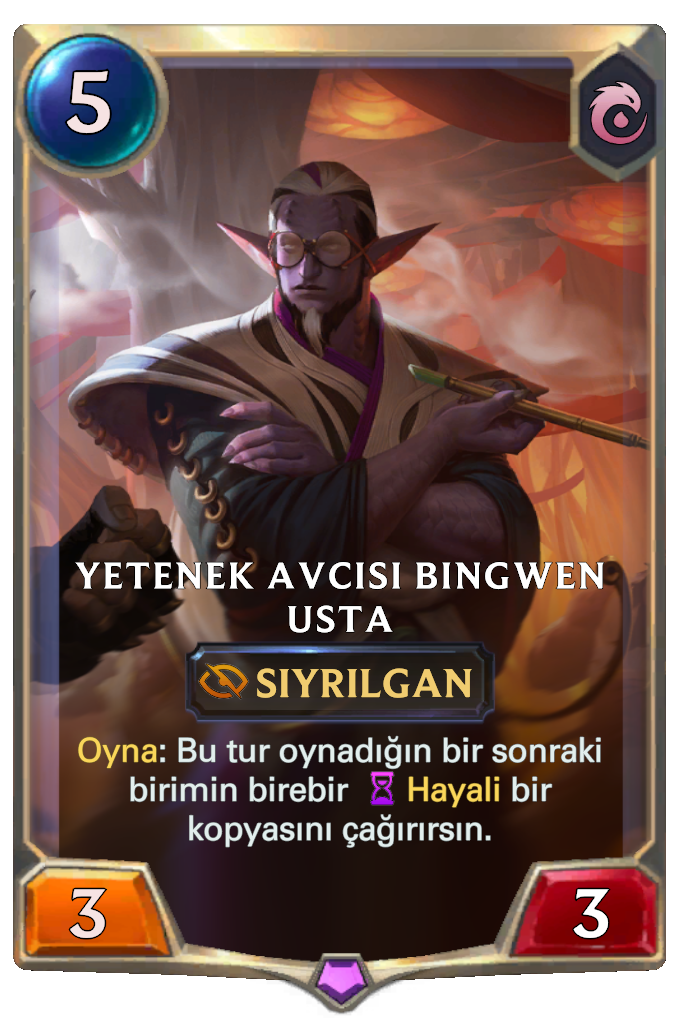 5
YETENEK AVCISI BINGWEN
USTA
SIYRILGAN
Oyna: Bu tur oynadığın bir sonraki
birimin birebir Hayali bir
kopyasını çağırırsın.
3
3